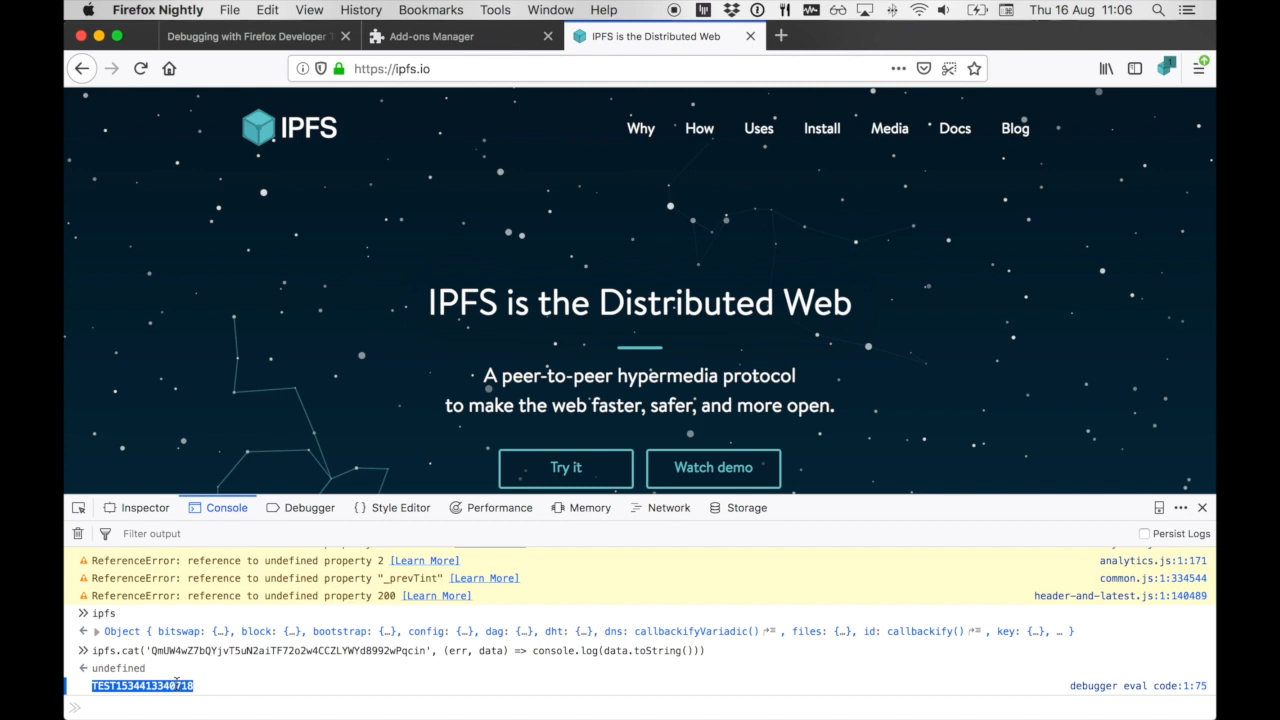 Firefox Nightly File Edit View History Bookmarks Tools Window Help Thu 16 Aug 11:06
Debugging with Firefox Developer T Add-ons Manager IPFS is the Distributed Web
https://ipfs.io 1
IPFS Why How Uses Install Media Docs Blog
IPFS is the Distributed Web
A peer-to-peer hypermedia protocol
to make the web faster, safer, and more open.
Try it Watch demo
Inspector Console Debugger Style Editor Performance Memory Network Storage
Filter output Persist Logs
ReferenceError: reference to undefined property 2 [Learn More] analytics.js:1:171
ReferenceError: reference to undefined property "_prevTint" [Learn More] common.js:1:334544
ReferenceError: reference to undefined property 200 [Learn More] header-and-latest.js:1:140489
>> ipfs
Object { bitswap: {…}, block: {…}, bootstrap: {…}, config: {…}, dag: {…}, dht: {…}, dns: callbackifyVariadic(), files: {…}, id: callbackify(), key: {…}, … }
>> ipfs.cat('QmUW4wZ7bQYjvT5uN2aiTF72o2w4CCZLYWYd8992wPqcin', (err, data) => console.log(data.toString()))
undefined
TEST1534413340718 debugger eval code:1:75
>>